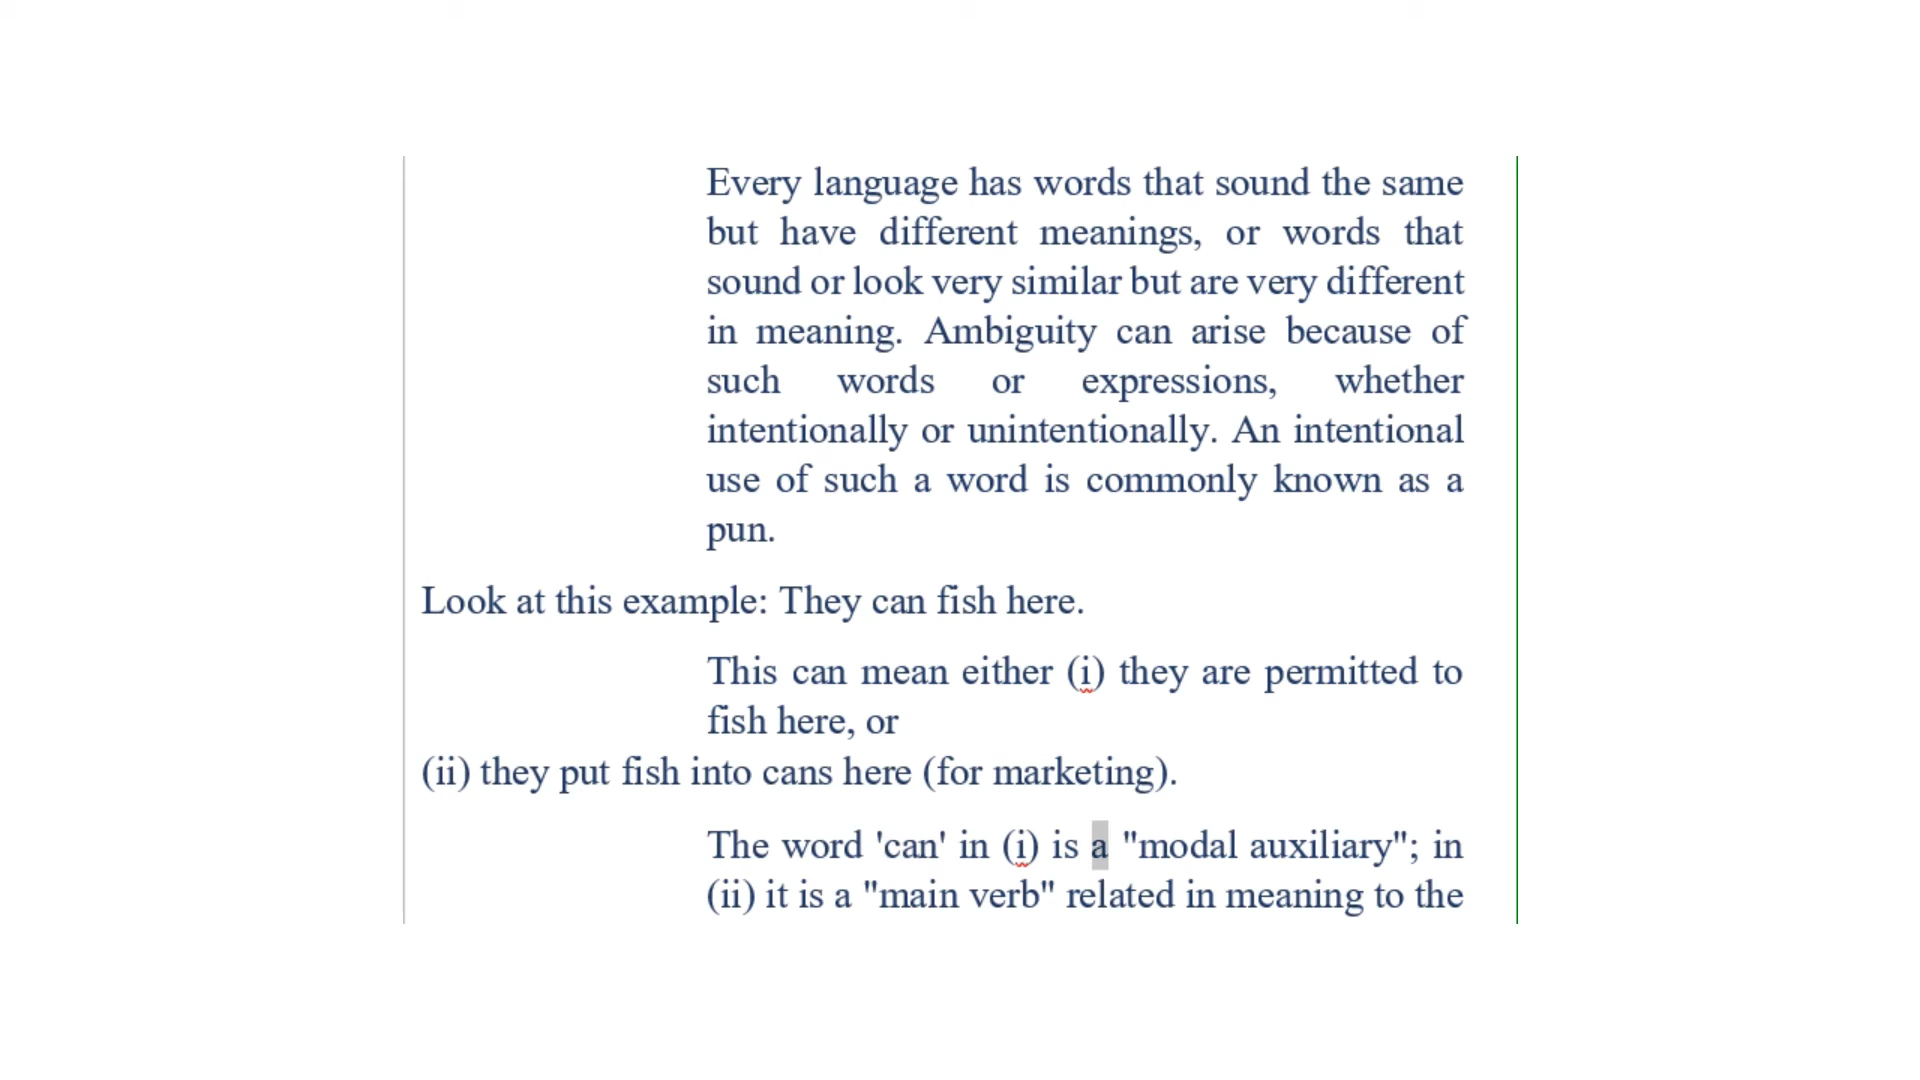 Every language has words that sound the same
but have different meanings, or words that
sound or look very similar but are very different
in meaning. Ambiguity can arise because of
such words or expressions, whether
intentionally or unintentionally. An intentional
use of such a word is commonly known as a
pun.
Look at this example: They can fish here.
This can mean either (i) they are permitted to
fish here, or
(ii) they put fish into cans here (for marketing).
The word 'can' in (i) is a "modal auxiliary"; in
(ii) it is a "main verb" related in meaning to the